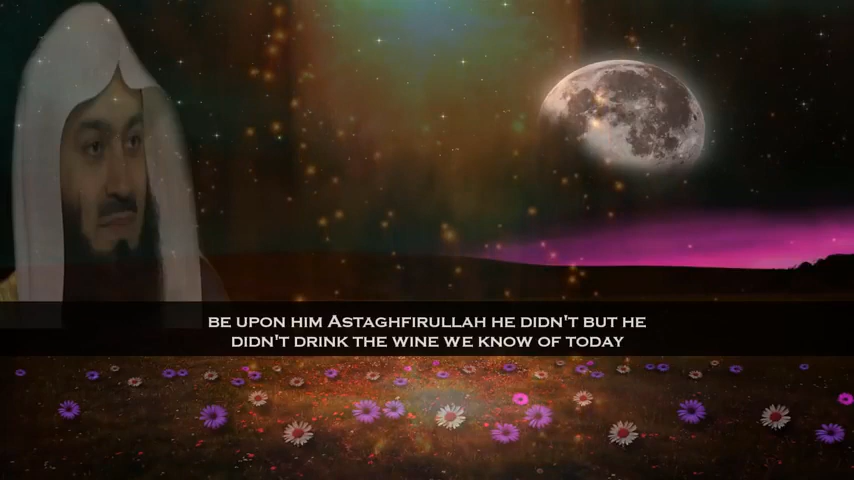 be upon him Astaghfirullah he didn't but he
didn't drink the wine we know of today